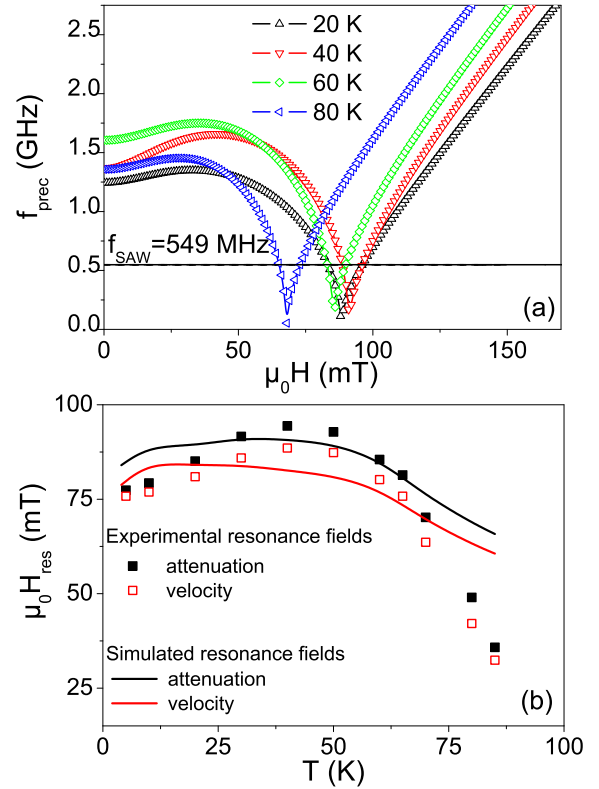 2.5
2.0
1.5
1.0
0.5
0.0
f_prec (GHz)
20 K
40 K
60 K
80 K
f_SAW=549 MHz
(a)
0 50 100 150
μ₀H (mT)
100
75
50
25
μ₀H_res (mT)
Experimental resonance fields
attenuation
velocity
Simulated resonance fields
attenuation
velocity
(b)
0 25 50 75 100
T (K)